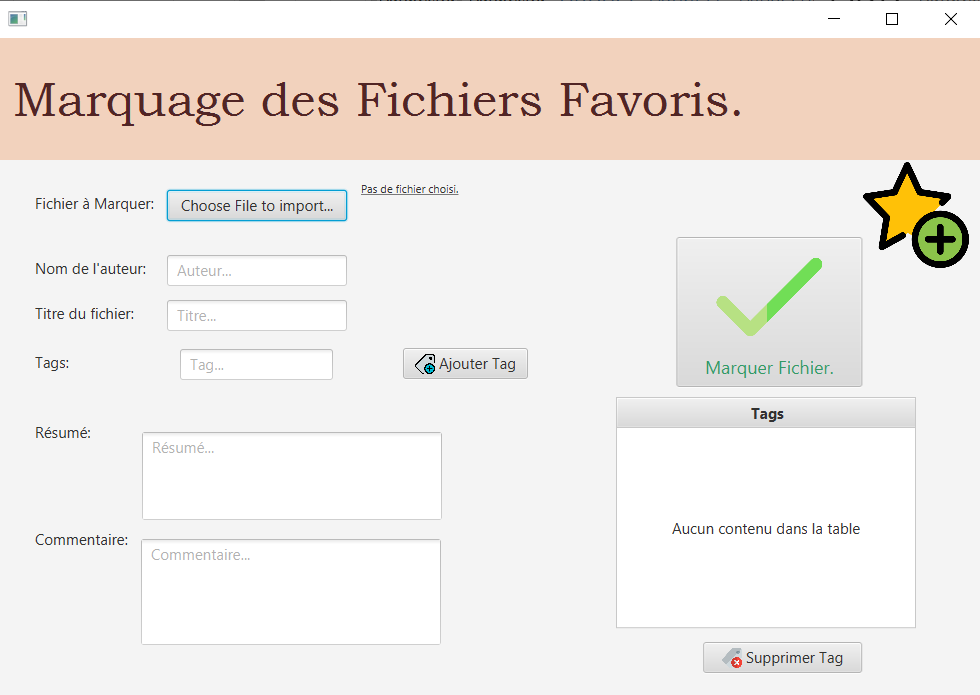 Marquage des Fichiers Favoris.
Fichier à Marquer:
Choose File to import...
Pas de fichier choisi.
Nom de l'auteur:
Auteur...
Titre du fichier:
Titre...
Tags:
Tag...
Ajouter Tag
Marquer Fichier.
Résumé:
Résumé...
Commentaire:
Commentaire...
Tags
Aucun contenu dans la table
Supprimer Tag